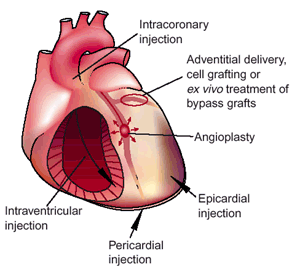 Intracoronary
injection
Adventitial delivery,
cell grafting or
ex vivo treatment of
bypass grafts
Angioplasty
Epicardial
injection
Intraventricular
injection
Pericardial
injection